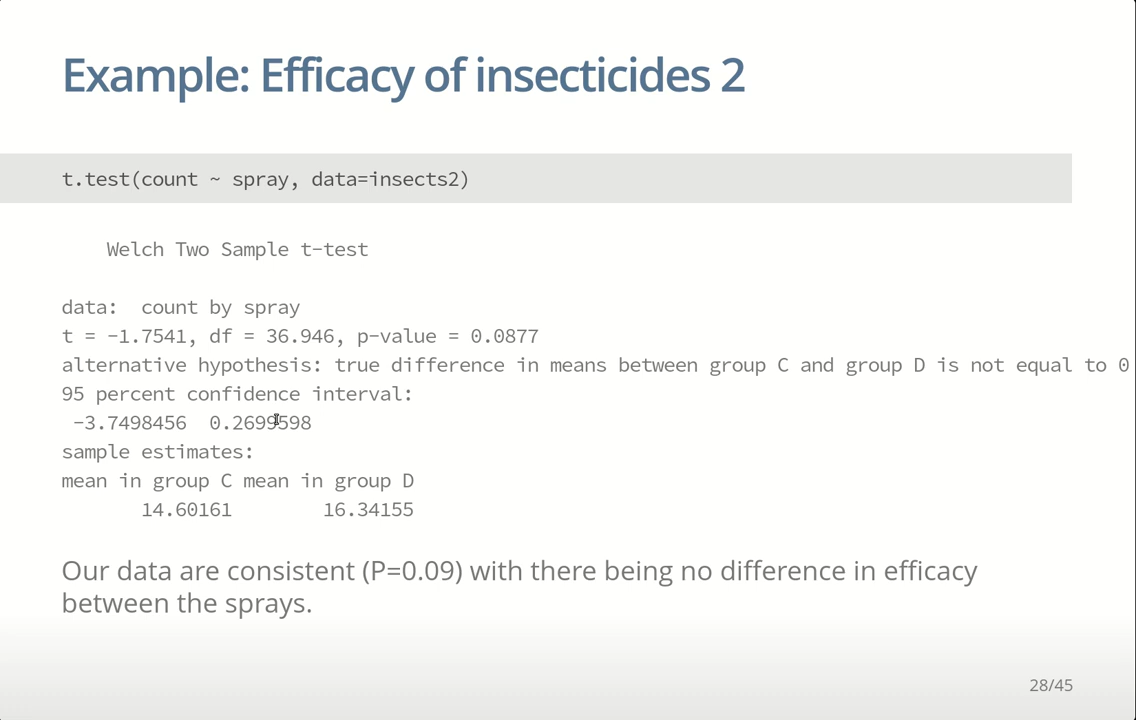 Example: Efficacy of insecticides 2
t.test(count ~ spray, data=insects2)
Welch Two Sample t-test
data:  count by spray
t = -1.7541, df = 36.946, p-value = 0.0877
alternative hypothesis: true difference in means between group C and group D is not equal to 0
95 percent confidence interval:
-3.7498456  0.2699598
sample estimates:
mean in group C mean in group D
14.60161        16.34155
Our data are consistent (P=0.09) with there being no difference in efficacy
between the sprays.
28/45